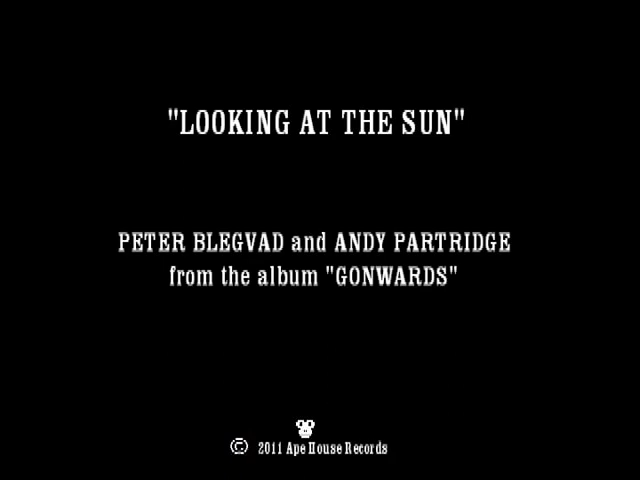 "LOOKING AT THE SUN"
PETER BLEGVAD and ANDY PARTRIDGE
from the album "GONWARDS"
© 2011 Ape House Records